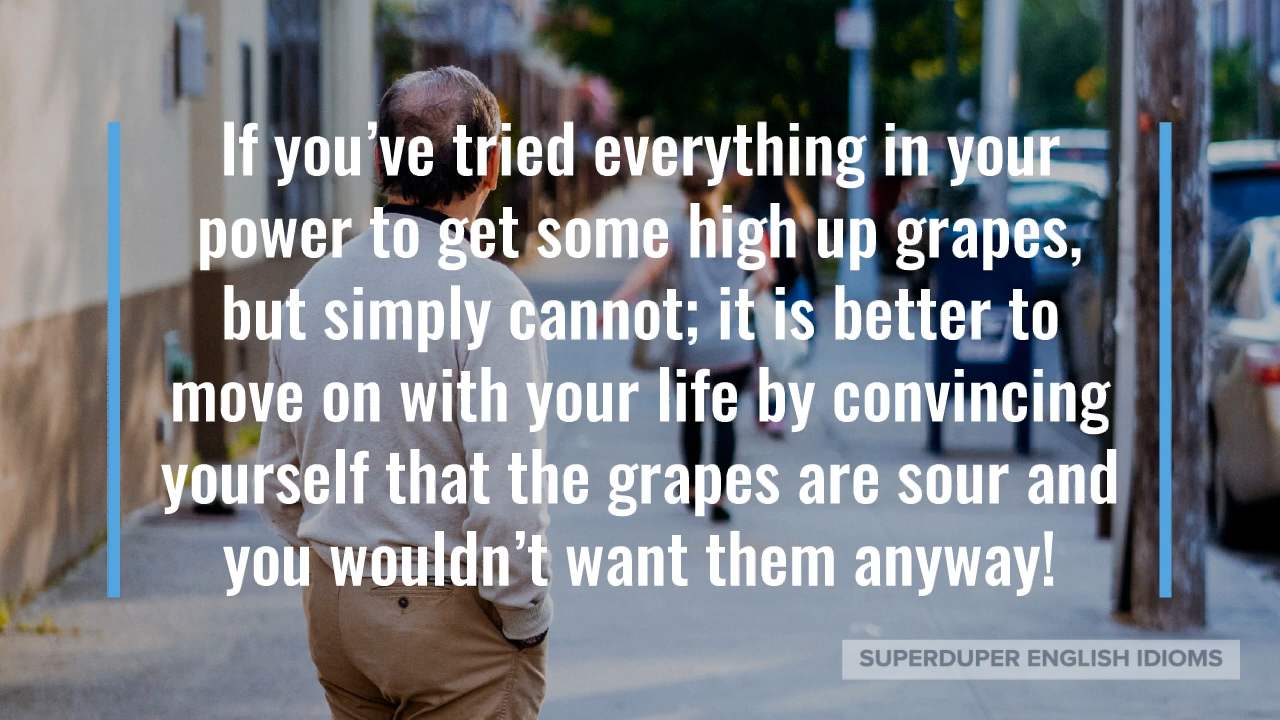 If you’ve tried everything in your
power to get some high up grapes,
but simply cannot; it is better to
move on with your life by convincing
yourself that the grapes are sour and
you wouldn’t want them anyway!
SUPERDUPER ENGLISH IDIOMS